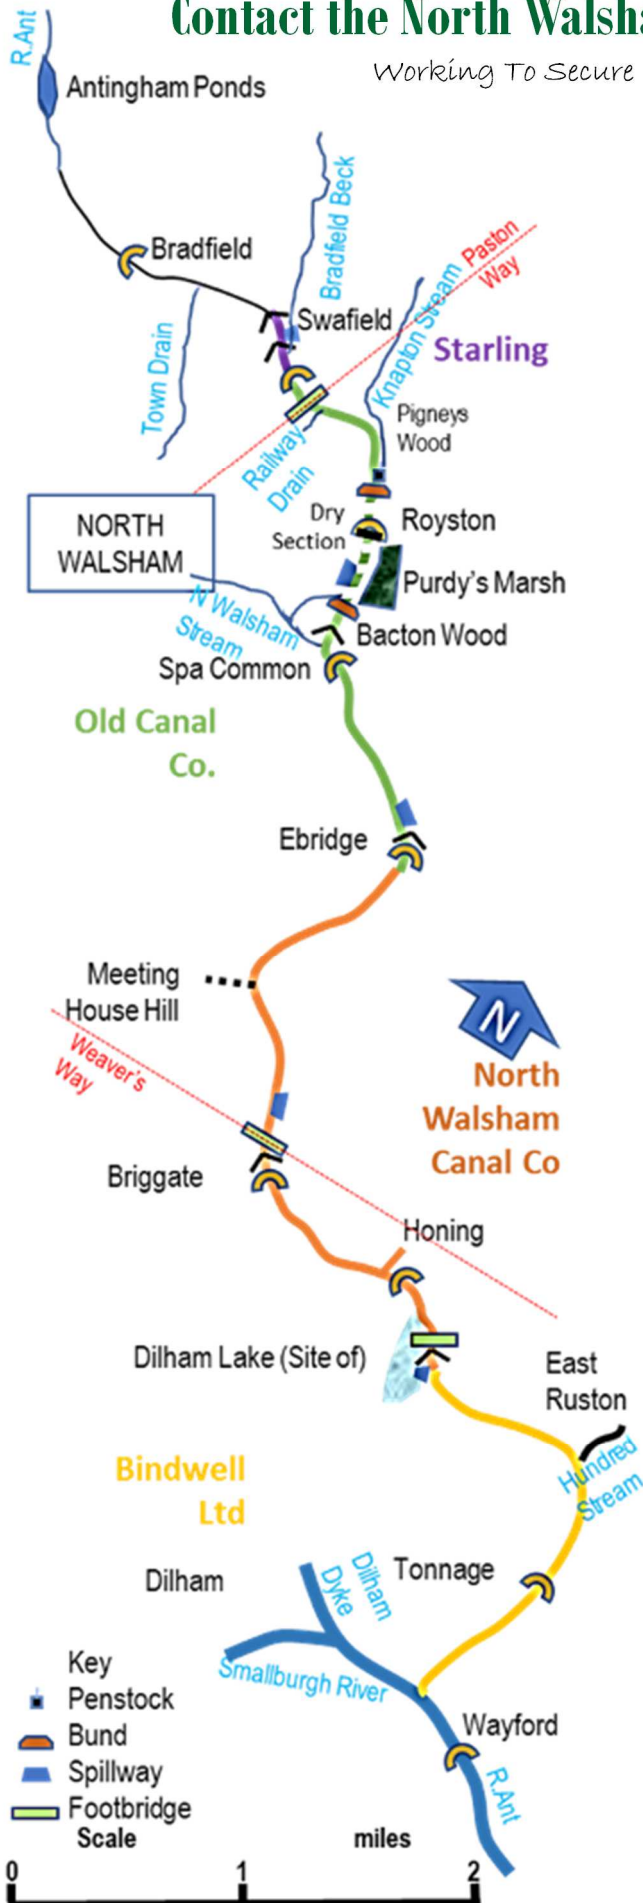 Contact the North Walsha
Working To Secure
R.Ant
Antingham Ponds
Bradfield Beck
Bradfield
Paston
Way
Swafield
Knapton Stream
Starling
Town Drain
Pigneys
Wood
Railway
Drain
NORTH
WALSHAM
Dry
Section
Royston
Purdy's Marsh
N Walsham
Stream
Bacton Wood
Spa Common
Old Canal
Co.
Ebridge
Meeting
House Hill
N
Weaver's
Way
North
Walsham
Canal Co
Briggate
Honing
Dilham Lake (Site of)
East
Ruston
Hundred
Stream
Bindwell
Ltd
Tonnage
Dilham
Dilham
Dyke
Smallburgh River
Key
Penstock
Bund
Spillway
Footbridge
Wayford
R.Ant
Scale miles
0 1 2